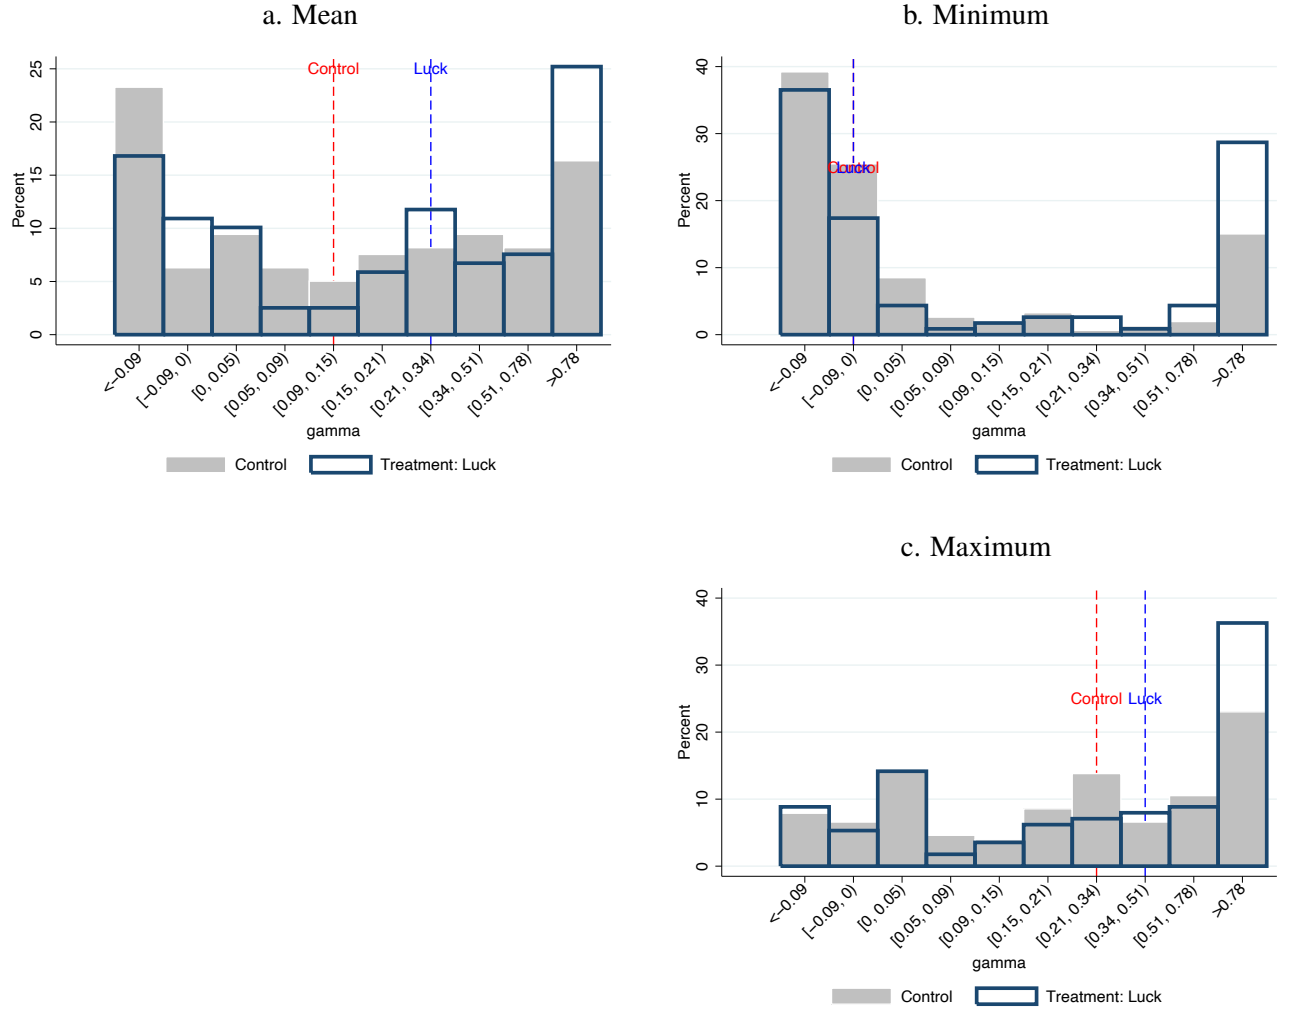 a. Mean
Percent
25
20
15
10
5
0
Control
Luck
<−0.09
[−0.09, 0)
[0, 0.05)
[0.05, 0.09)
[0.09, 0.15)
[0.15, 0.21)
[0.21, 0.34)
[0.34, 0.51)
[0.51, 0.78)
>0.78
gamma
Control
Treatment: Luck
b. Minimum
Percent
40
30
20
10
0
Control
Luck
<−0.09
[−0.09, 0)
[0, 0.05)
[0.05, 0.09)
[0.09, 0.15)
[0.15, 0.21)
[0.21, 0.34)
[0.34, 0.51)
[0.51, 0.78)
>0.78
gamma
Control
Treatment: Luck
c. Maximum
Percent
40
30
20
10
0
Control
Luck
<−0.09
[−0.09, 0)
[0, 0.05)
[0.05, 0.09)
[0.09, 0.15)
[0.15, 0.21)
[0.21, 0.34)
[0.34, 0.51)
[0.51, 0.78)
>0.78
gamma
Control
Treatment: Luck